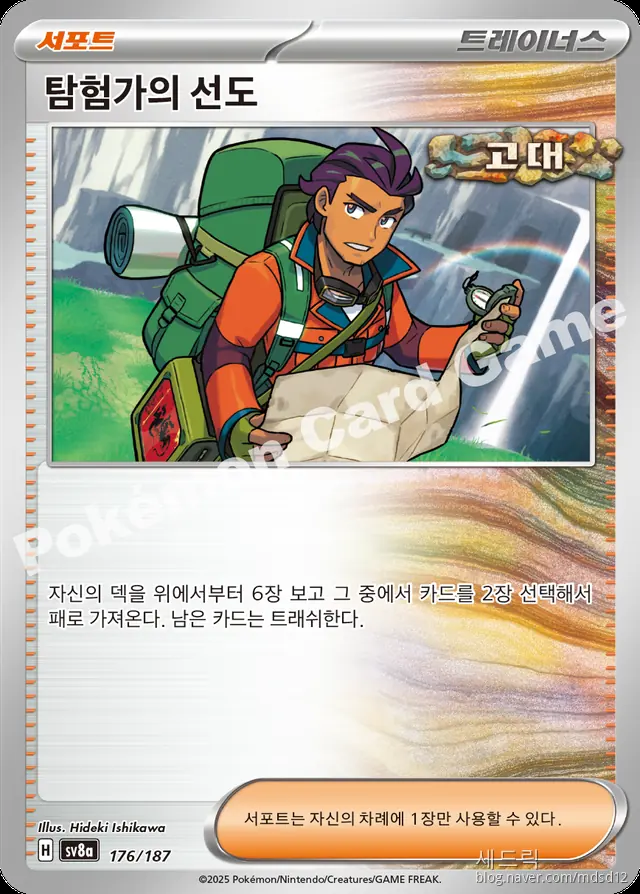 서포트
트레이너스
탐험가의 선도
고대
Pokémon Card Game
자신의 덱을 위에서부터 6장 보고 그 중에서 카드를 2장 선택해서
패로 가져온다. 남은 카드는 트래쉬한다.
서포트는 자신의 차례에 1장만 사용할 수 있다.
Illus. Hideki Ishikawa
H sv8a 176/187
©2025 Pokémon/Nintendo/Creatures/GAME FREAK.
세드릭
blog.naver.com/mdsd12